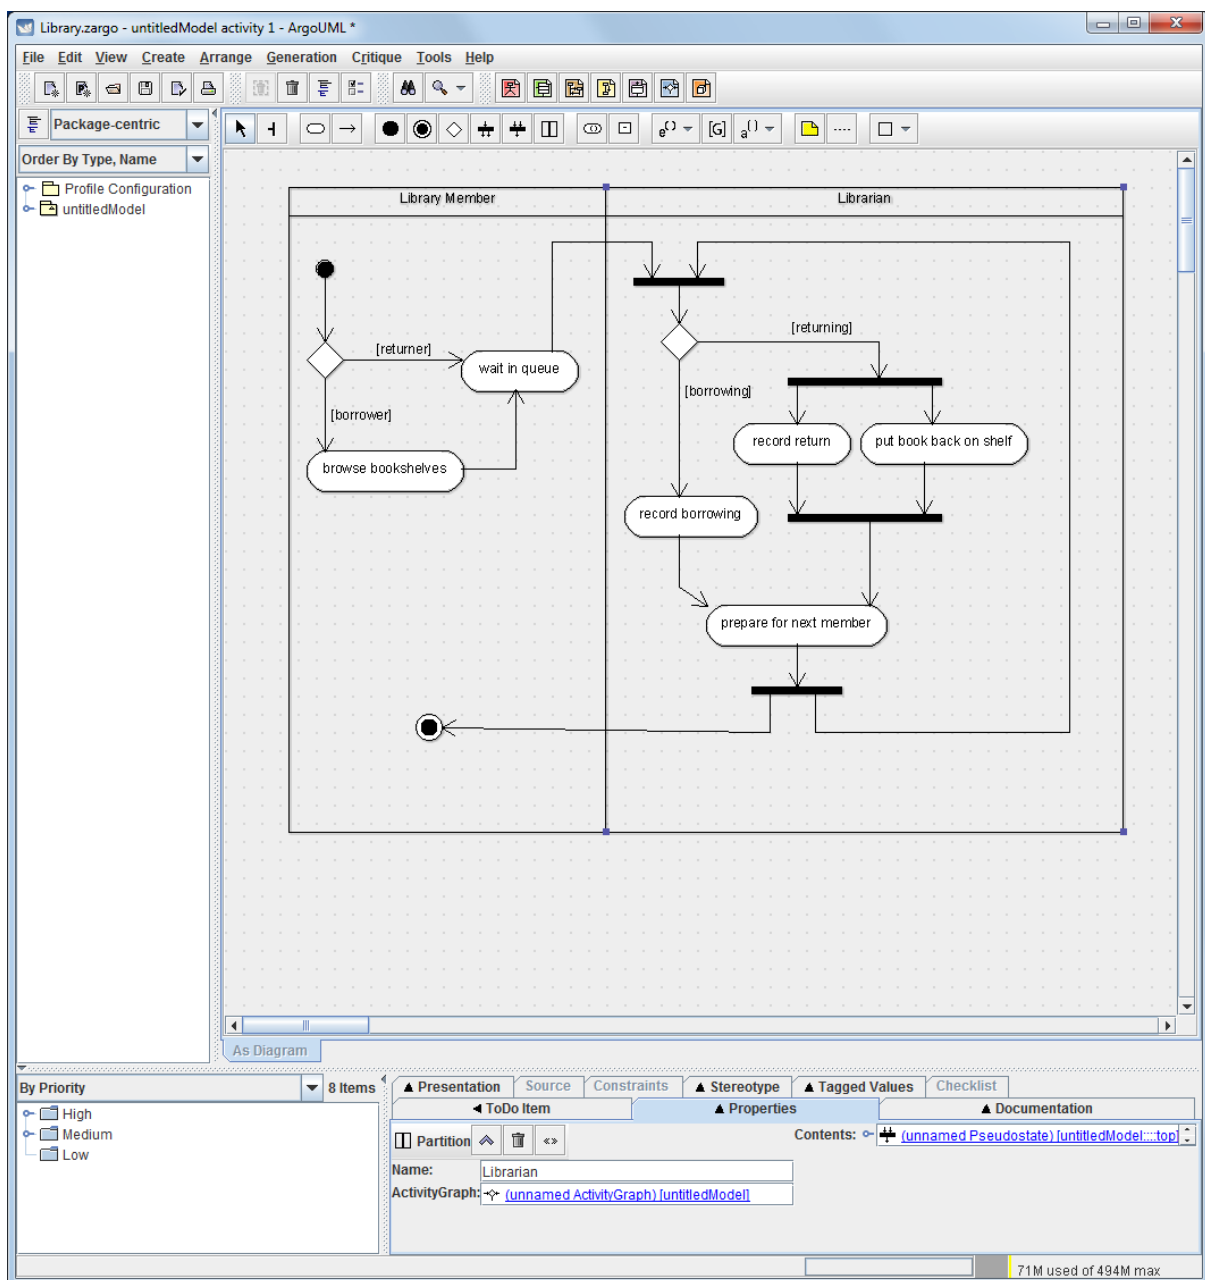 Library.zargo - untitledModel activity 1 - ArgoUML *
File Edit View Create Arrange Generation Critique Tools Help
Package-centric
Order By Type, Name
Profile Configuration
untitledModel
Library Member
Librarian
[returner]
wait in queue
[borrower]
browse bookshelves
[returning]
[borrowing]
record return
put book back on shelf
record borrowing
prepare for next member
As Diagram
By Priority
8 Items
High
Medium
Low
Presentation Source Constraints Stereotype Tagged Values Checklist
ToDo Item Properties Documentation
Partition
Contents: (unnamed Pseudostate) [untitledModel::::top]
Name: Librarian
ActivityGraph: (unnamed ActivityGraph) [untitledModel]
71M used of 494M max